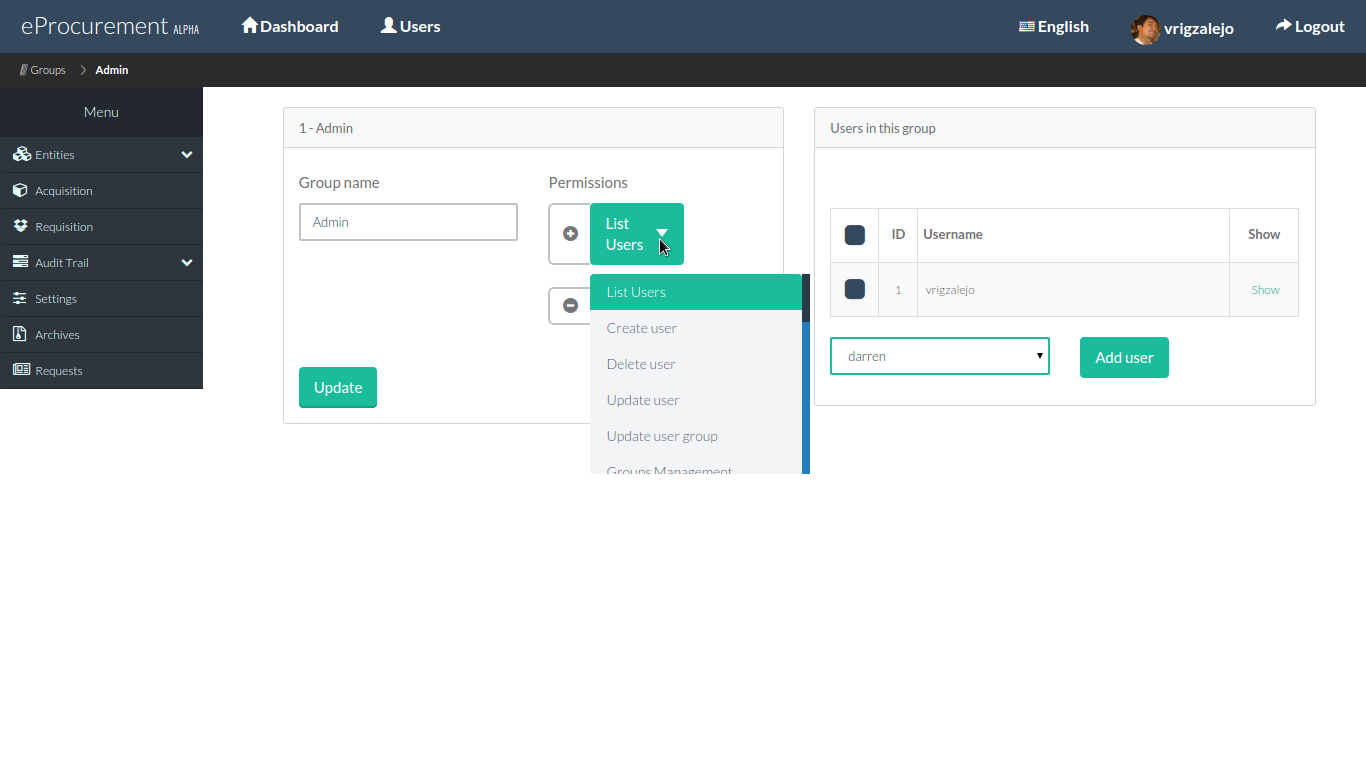 eProcurement ALPHA
Dashboard
Users
English
vrigzalejo
Logout
Groups
Admin
Menu
Entities
Acquisition
Requisition
Audit Trail
Settings
Archives
Requests
1 - Admin
Group name
Admin
Permissions
List
Users
List Users
Create user
Delete user
Update user
Update user group
Groups Management
Update
Users in this group
ID Username Show
1 vrigzalejo Show
darren
Add user